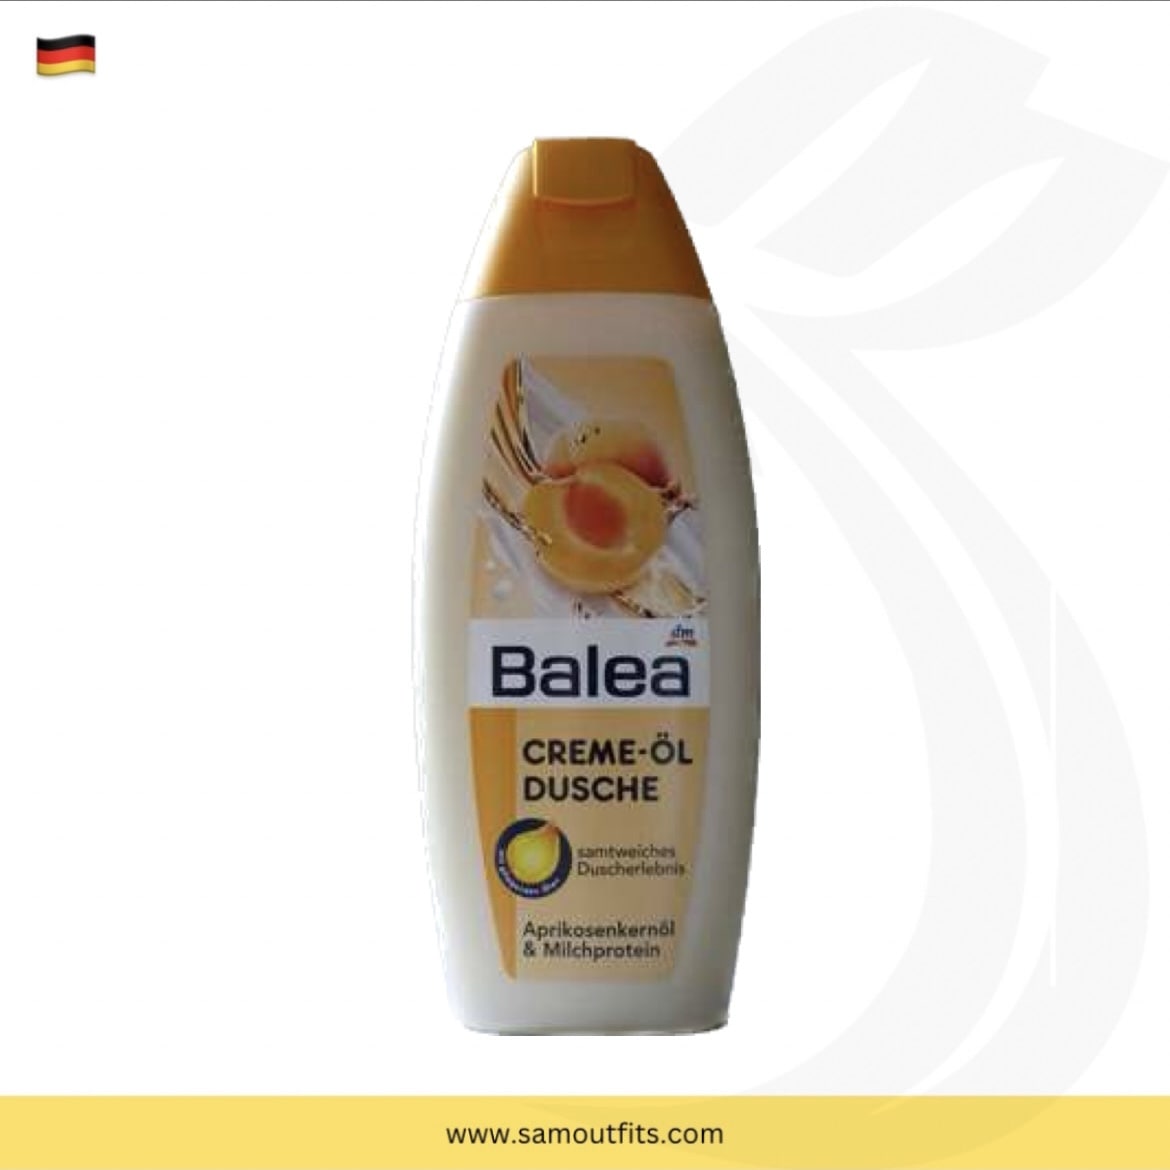 dm
Balea
CREME-ÖL
DUSCHE
samtweiches
Duscherlebnis
Aprikosenkernöl
& Milchprotein
www.samoutfits.com